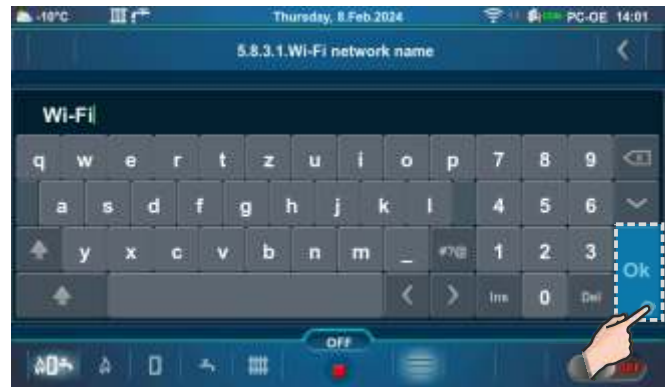 -10°C Thursday, 8.Feb.2024 PC-OE 14:01
5.8.3.1.Wi-Fi network name
Wi-Fi
q w e r t z u i o p 7 8 9
a s d f g h j k l 4 5 6
y x c v b n m _ #?@ 1 2 3 Ok
Ins 0 Del
OFF
OFF